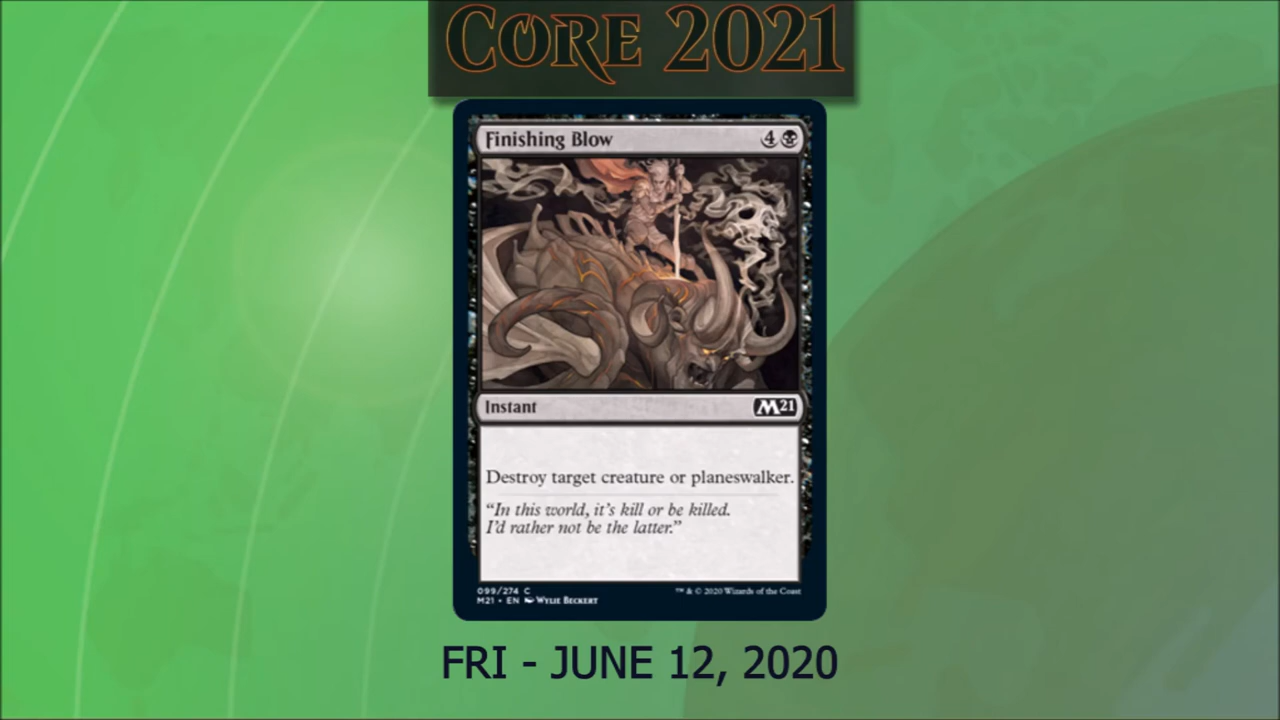 CORE 2021
Finishing Blow 4
Instant M21
Destroy target creature or planeswalker.
“In this world, it’s kill or be killed.
I’d rather not be the latter.”
099/274 C ™ & © 2020 Wizards of the Coast
M21 • EN WYLIE BECKERT
FRI - JUNE 12, 2020